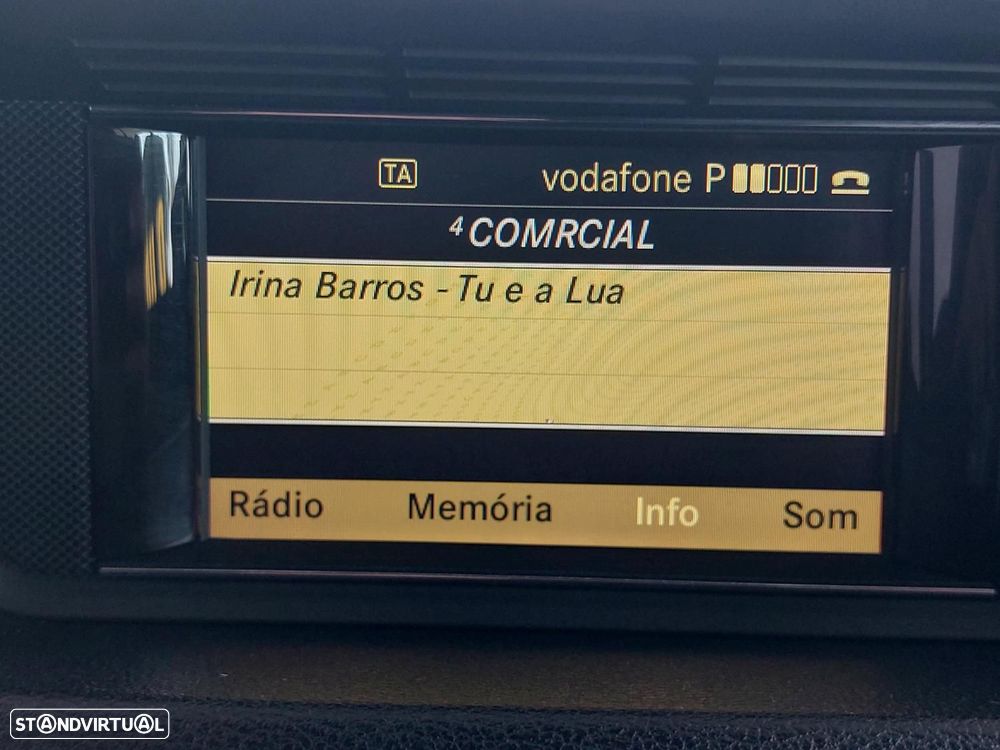 TA vodafone P
4 COMRCIAL
Irina Barros - Tu e a Lua
Rádio Memória Info Som
STANDVIRTUAL